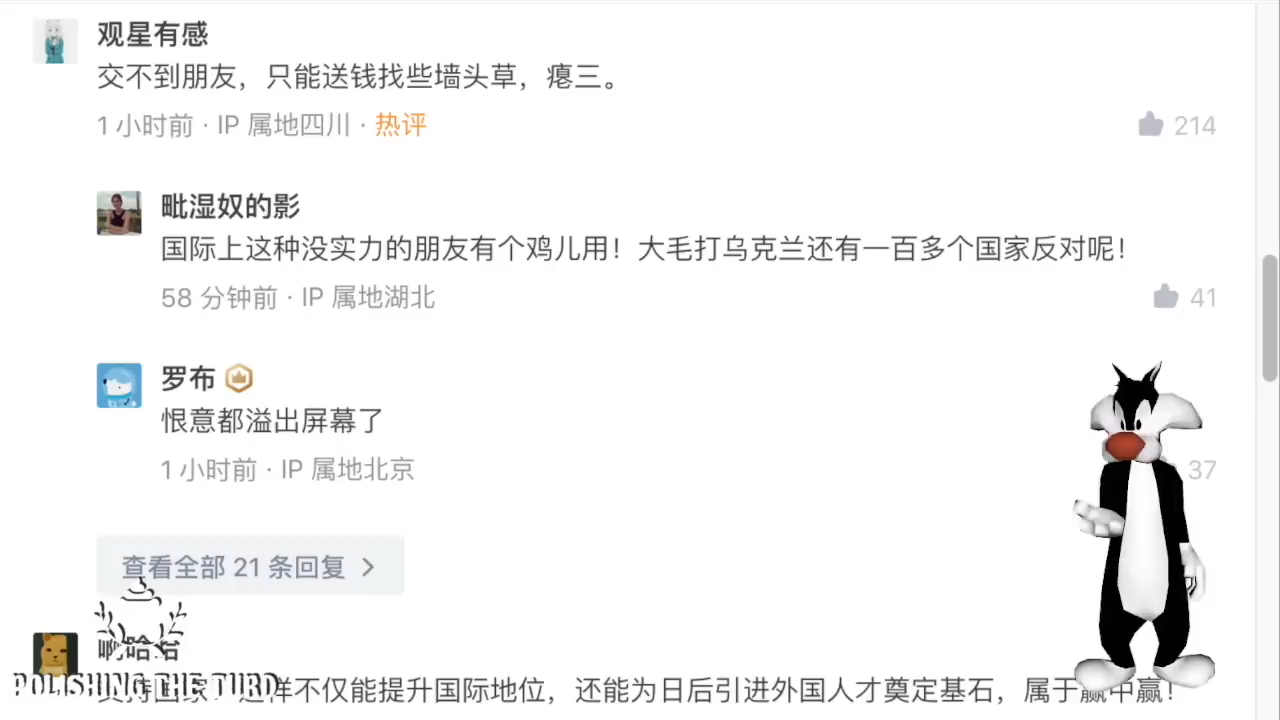 观星有感
交不到朋友，只能送钱找些墙头草，瘪三。
1 小时前 · IP 属地四川 · 热评
214
毗湿奴的影
国际上这种没实力的朋友有个鸡儿用！大毛打乌克兰还有一百多个国家反对呢！
58 分钟前 · IP 属地湖北
41
罗布
恨意都溢出屏幕了
1 小时前 · IP 属地北京
37
查看全部 21 条回复 >
啊哈哈
POLISHING THE TURD
样不仅能提升国际地位，还能为日后引进外国人才奠定基石，属于赢中赢！